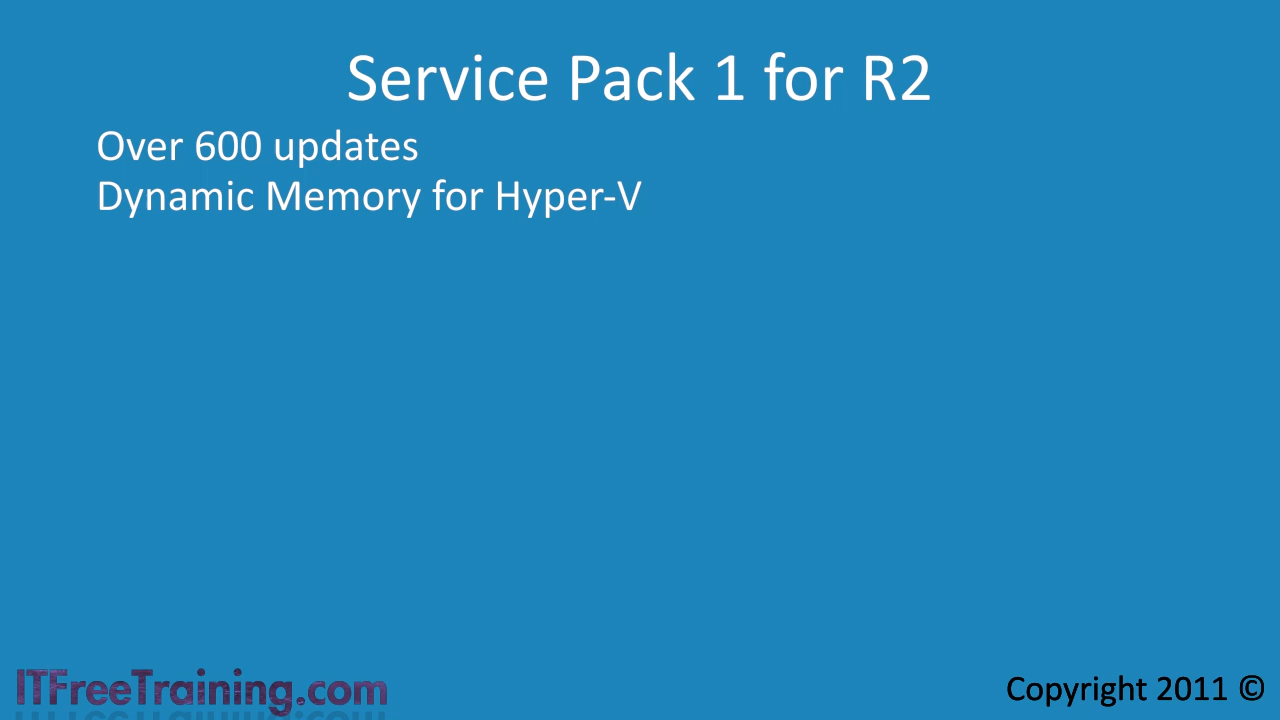 Service Pack 1 for R2
Over 600 updates
Dynamic Memory for Hyper-V
ITFreeTraining.com
Copyright 2011 ©